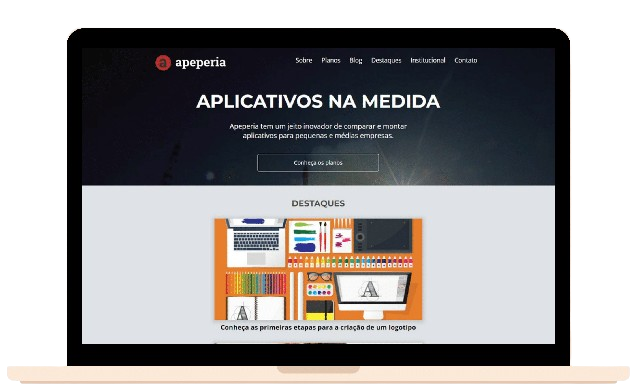 apeperia
Sobre Planos Blog Destaques Institucional Contato
APLICATIVOS NA MEDIDA
Apeperia tem um jeito inovador de comparar e montar
aplicativos para pequenas e médias empresas.
Conheça os planos
DESTAQUES
Conheça as primeiras etapas para a criação de um logotipo